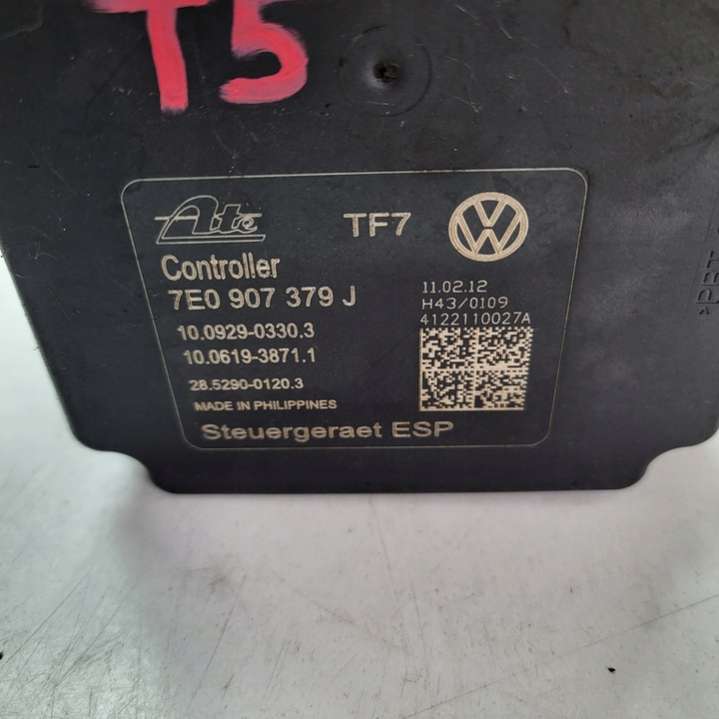 T5
Ate TF7
Controller
7E0 907 379 J
11.02.12
H43/0109
4122110027A
10.0929-0330.3
10.0619-3871.1
28.5290-0120.3
MADE IN PHILIPPINES
Steuergeraet ESP